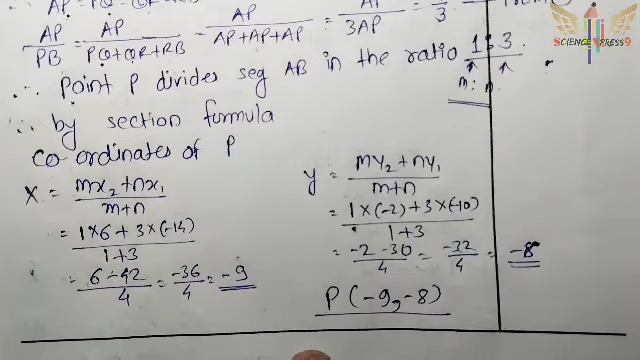 AP/PB = AP/(PQ+QR+RB) = AP/(AP+AP+AP) = AP/3AP = 1/3
∴ Point P divides seg AB in the ratio 1:3.
m: n
∴ by section formula
co-ordinates of P
x = (mx₂+nx₁)/(m+n)
= (1×6 + 3×(-14))/(1+3)
= (6-42)/4 = -36/4 = -9
y = (my₂+ny₁)/(m+n)
= (1×(-2)+3×(-10))/(1+3)
= (-2-30)/4 = -32/4 = -8
P (-9, -8)
SCIENCE XPRESS 9